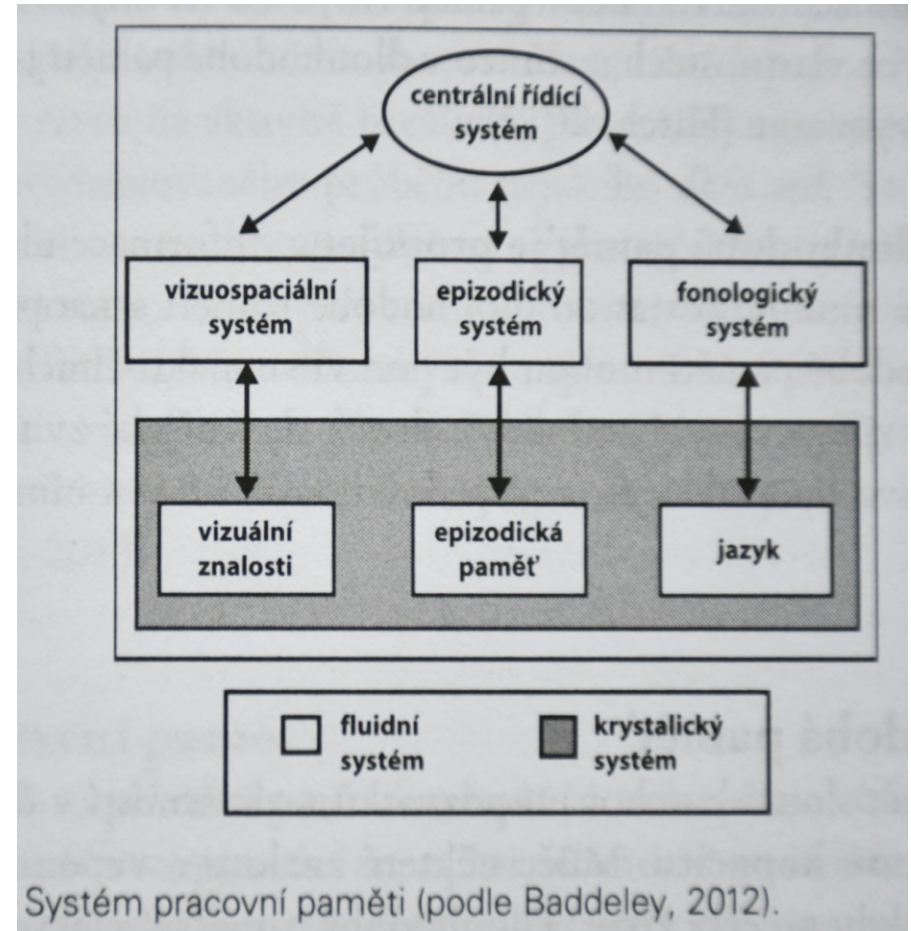 centrální řídící
systém
vizuospaciální
systém
epizodický
systém
fonologický
systém
vizuální
znalosti
epizodická
paměť
jazyk
fluidní
systém
krystalický
systém
Systém pracovní paměti (podle Baddeley, 2012).